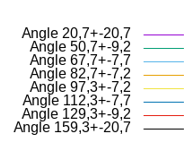 Angle 20,7+-20,7
Angle 50,7+-9,2
Angle 67,7+-7,7
Angle 82,7+-7,2
Angle 97,3+-7,2
Angle 112,3+-7,7
Angle 129,3+-9,2
Angle 159,3+-20,7